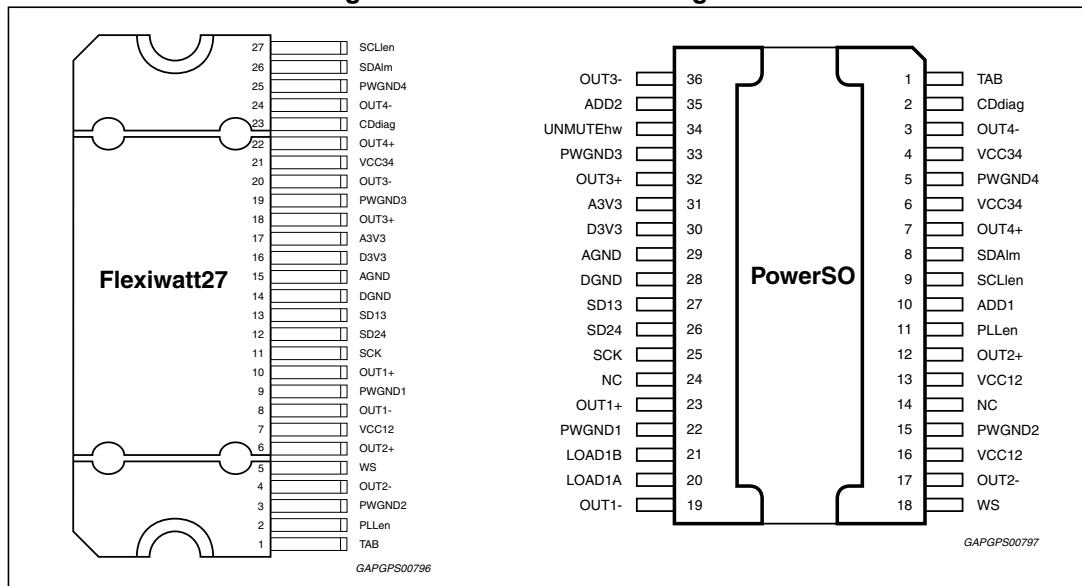 27 SCLlen
26 SDAlm
25 PWGND4
24 OUT4-
23 CDdiag
22 OUT4+
21 VCC34
20 OUT3-
19 PWGND3
18 OUT3+
17 A3V3
16 D3V3
15 AGND
14 DGND
13 SD13
12 SD24
11 SCK
10 OUT1+
9 PWGND1
8 OUT1-
7 VCC12
6 OUT2+
5 WS
4 OUT2-
3 PWGND2
2 PLLen
1 TAB
Flexiwatt27
GAPGPS00796
OUT3- 36 1 TAB
ADD2 35 2 CDdiag
UNMUTEhw 34 3 OUT4-
PWGND3 33 4 VCC34
OUT3+ 32 5 PWGND4
A3V3 31 6 VCC34
D3V3 30 7 OUT4+
AGND 29 8 SDAlm
DGND 28 PowerSO 9 SCLlen
SD13 27 10 ADD1
SD24 26 11 PLLen
SCK 25 12 OUT2+
NC 24 13 VCC12
OUT1+ 23 14 NC
PWGND1 22 15 PWGND2
LOAD1B 21 16 VCC12
LOAD1A 20 17 OUT2-
OUT1- 19 18 WS
GAPGPS00797